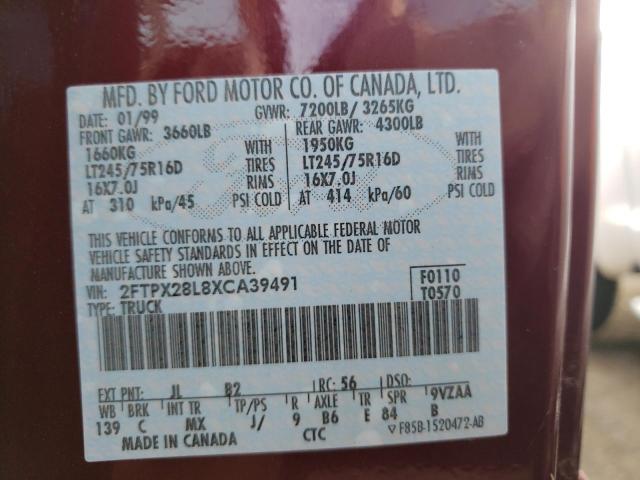 MFD. BY FORD MOTOR CO. OF CANADA, LTD.
DATE: 01/99 GVWR: 7200LB/ 3265KG
FRONT GAWR: 3660LB REAR GAWR: 4300LB
1660KG WITH 1950KG WITH
LT245/75R16D TIRES LT245/75R16D TIRES
16X7.0J RIMS 16X7.0J RIMS
AT 310 kPa/45 PSI COLD AT 414 kPa/60 PSI COLD
THIS VEHICLE CONFORMS TO ALL APPLICABLE FEDERAL MOTOR
VEHICLE SAFETY STANDARDS IN EFFECT ON THE DATE OF
MANUFACTURE SHOWN ABOVE.
VIN: 2FTPX28L8XCA39491 F0110
TYPE: TRUCK T0570
EXT PNT: JL B2 RC: 56 DSO:
WB BRK INT TR TP/PS R AXLE TR SPR 9VZAA
139 C MX J/ 9 B6 E 84 B
MADE IN CANADA CTC ▽ F85B-1520472-AB